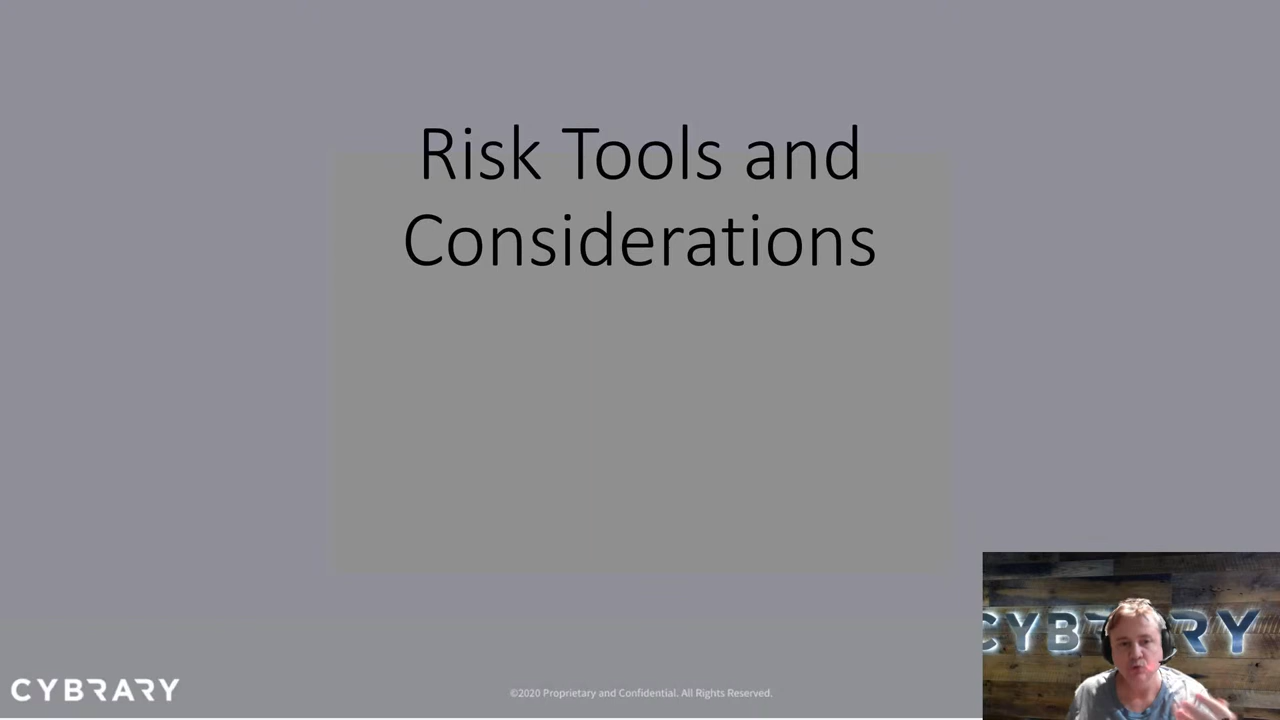 Risk Tools and
Considerations
CYBRARY
CYBRARY
©2020 Proprietary and Confidential. All Rights Reserved.